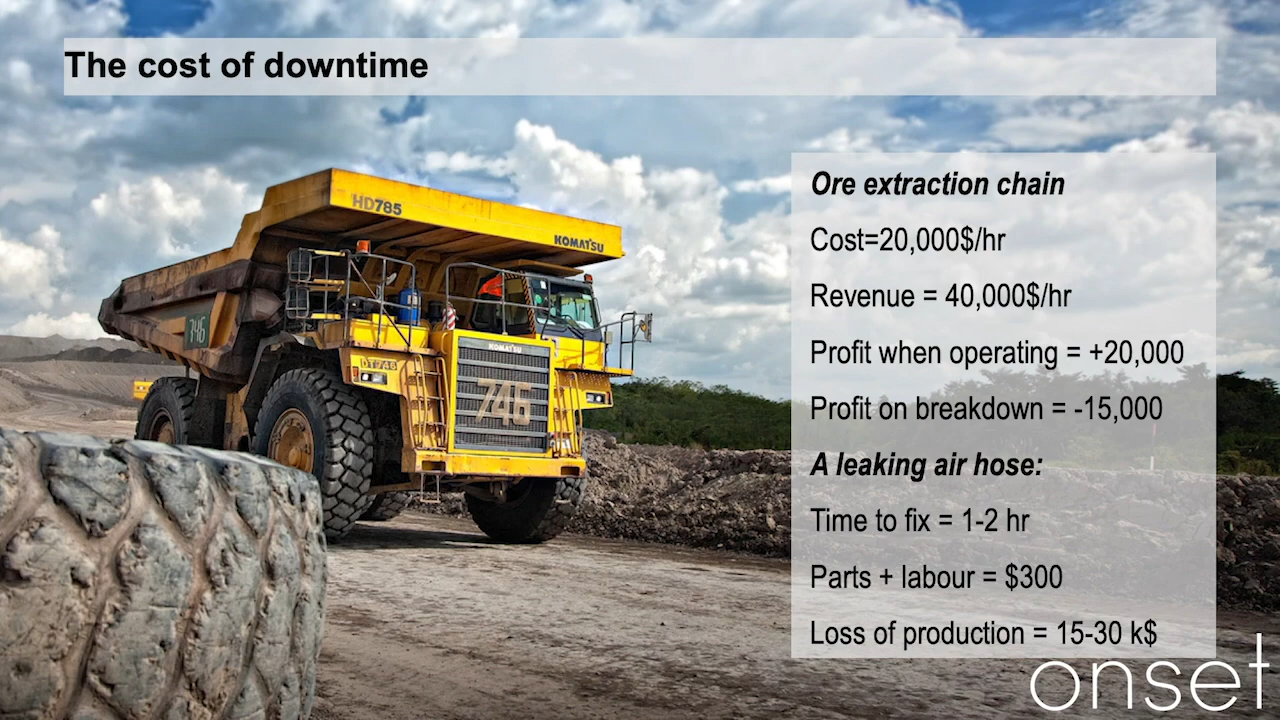 The cost of downtime
Ore extraction chain
Cost=20,000$/hr
Revenue = 40,000$/hr
Profit when operating = +20,000
Profit on breakdown = -15,000
A leaking air hose:
Time to fix = 1-2 hr
Parts + labour = $300
Loss of production = 15-30 k$
HD785
KOMATSU
746
DT746
KOMATSU
746
onset